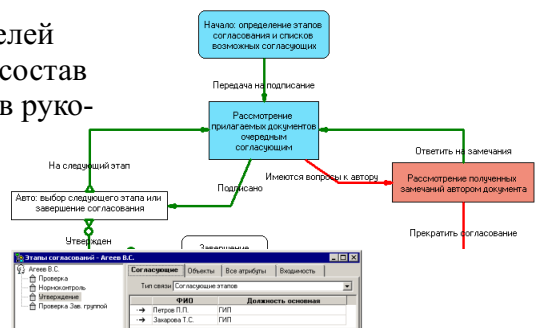 елей
состав
в руко-
Начало: определение этапов
согласования и списков
возможных согласующих
Передача на подписание
Рассмотрение
прилагаемых документов
очередным
согласующим
Ответить на замечания
На следующий этап
Имеются вопросы к автору
Рассмотрение полученных
замечаний автором документа
Подписано
Авто: выбор следующего этапа или
завершение согласования
Прекратить согласование
Утвержден
Завершение
Этапы согласований - Агеев В.С.
Агеев В.С.
Проверка
Нормоконтроль
Утверждение
Проверка Зав. группой
Согласующие Объекты Все атрибуты Входимость
Тип связи Согласующие этапов
ФИО Должность основная
Петров П.П. ГИП
Захарова Т.С. ГИП